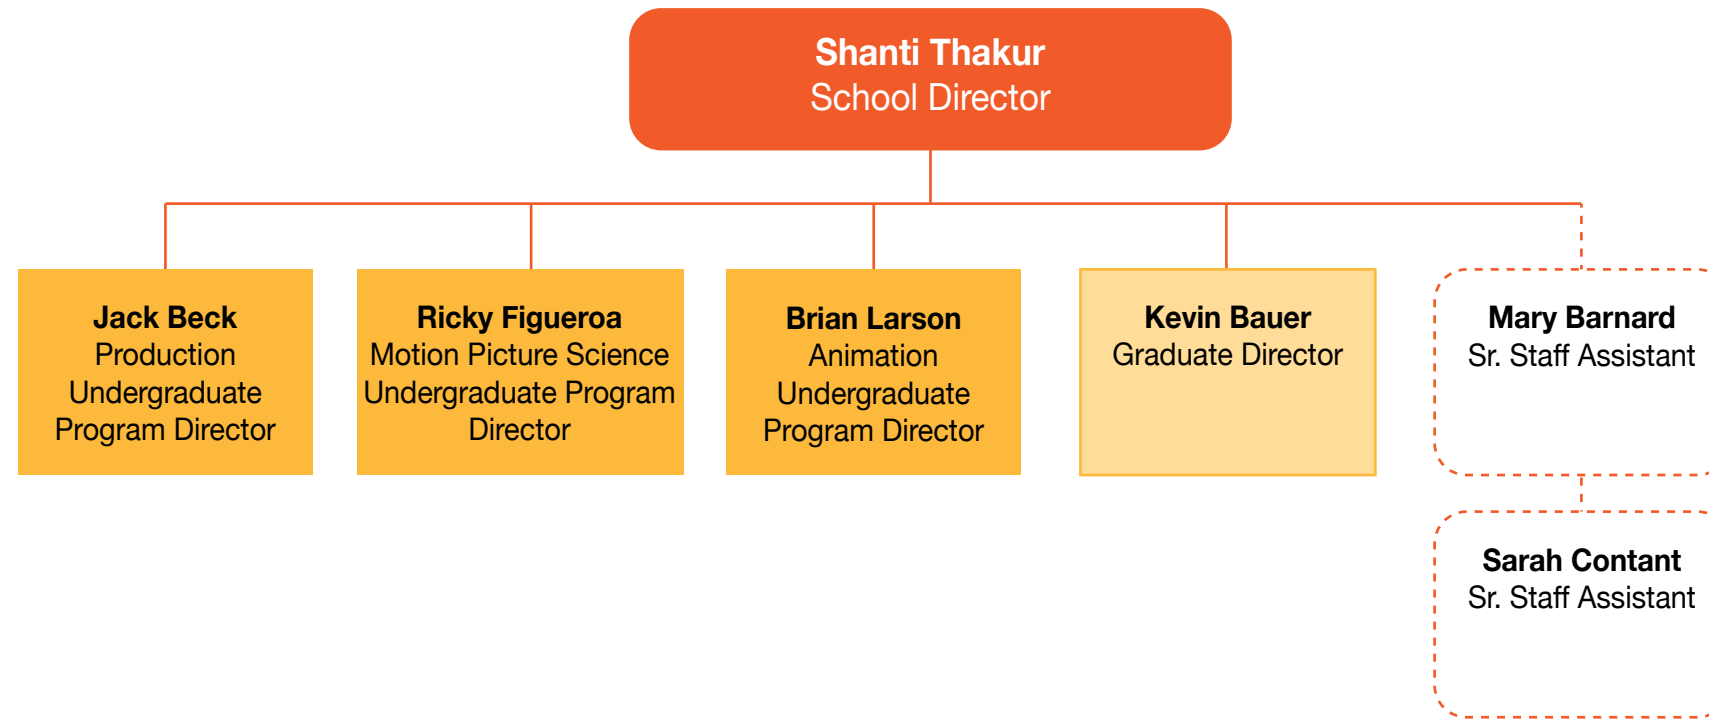 Shanti Thakur
School Director
Jack Beck
Production
Undergraduate
Program Director
Ricky Figueroa
Motion Picture Science
Undergraduate Program
Director
Brian Larson
Animation
Undergraduate
Program Director
Kevin Bauer
Graduate Director
Mary Barnard
Sr. Staff Assistant
Sarah Contant
Sr. Staff Assistant